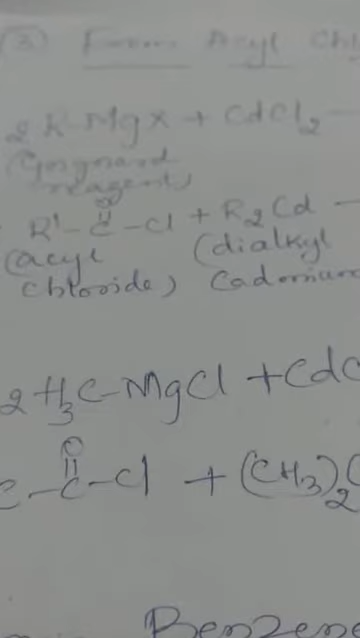 (3) From Acyl Chl
2 R-MgX + CdCl2 —
(Grignard
reagent)
O
R'-C-Cl + R2Cd —
(acyl (dialkyl
chloride) Cadmium
2 H3C-MgCl + CdC
O
C-C-Cl + (CH3)2C
Benzene